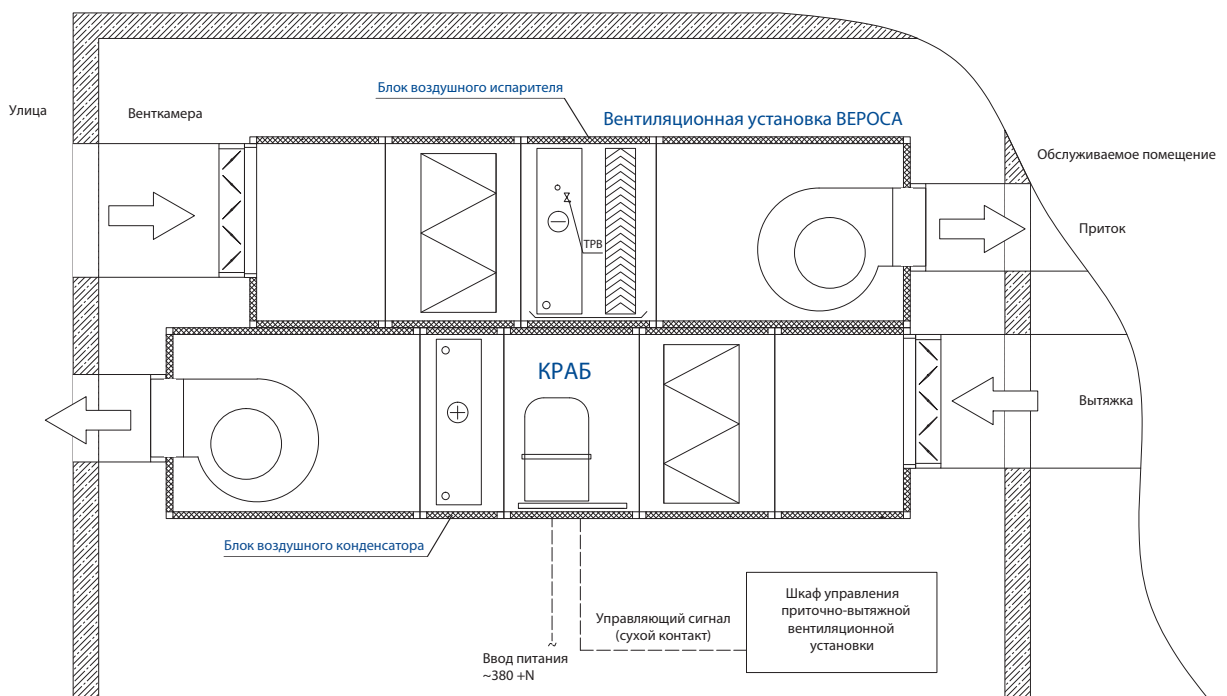 Блок воздушного испарителя
Улица
Венткамера
Вентиляционная установка ВЕРОСА
Обслуживаемое помещение
ТРВ
Приток
КРАБ
Вытяжка
Блок воздушного конденсатора
Управляющий сигнал
(сухой контакт)
Шкаф управления
приточно-вытяжной
вентиляционной
установки
~
Ввод питания
~380 +N